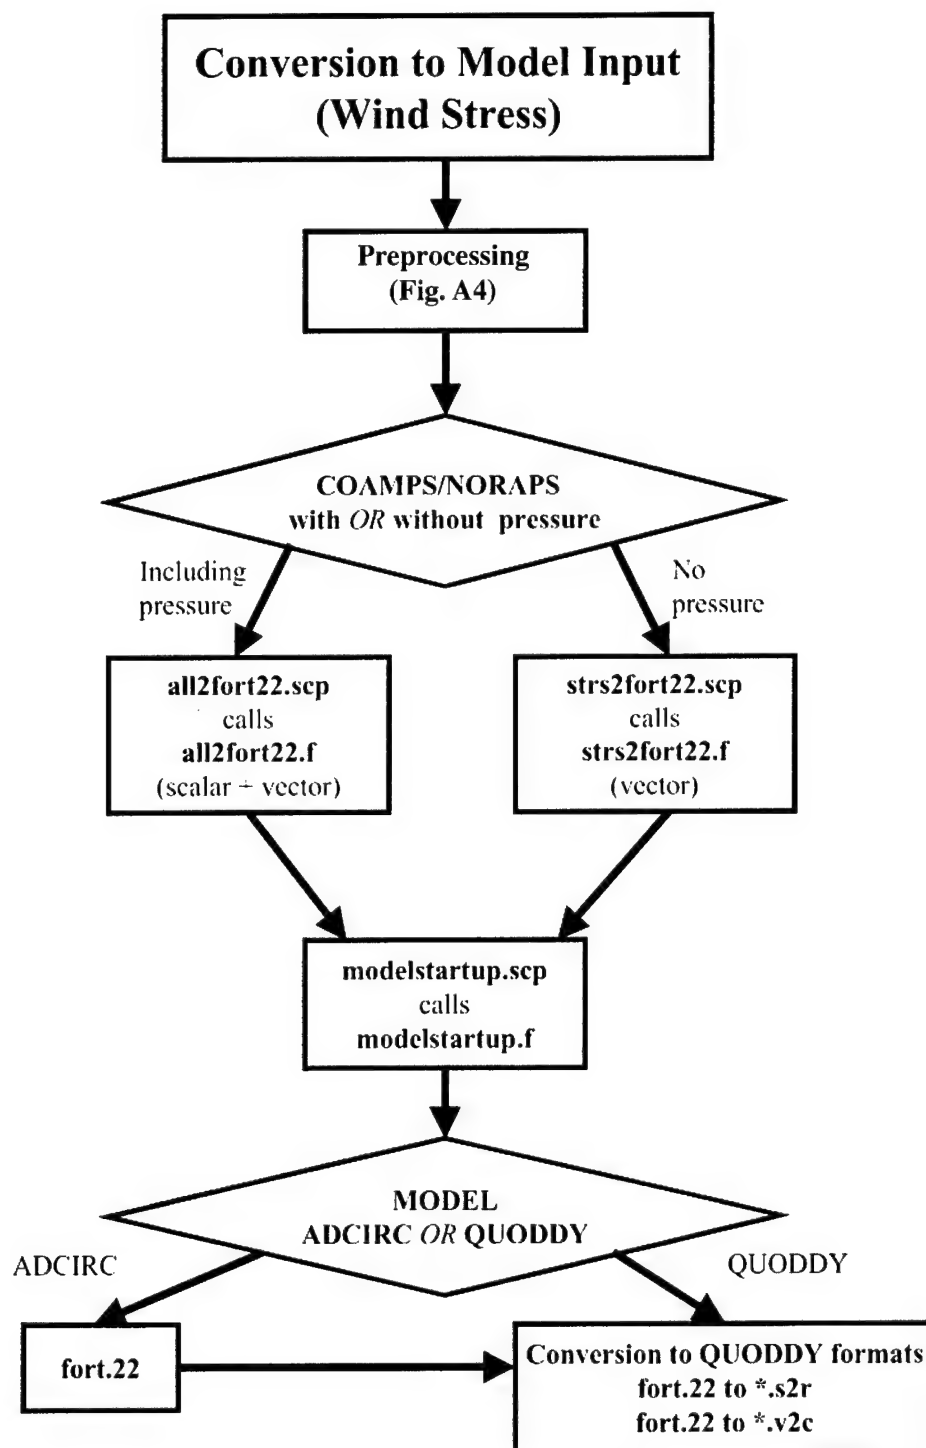 Conversion to Model Input
(Wind Stress)
Preprocessing
(Fig. A4)
COAMPS/NORAPS
with OR without pressure
Including
pressure
No
pressure
all2fort22.scp
calls
all2fort22.f
(scalar + vector)
strs2fort22.scp
calls
strs2fort22.f
(vector)
modelstartup.scp
calls
modelstartup.f
MODEL
ADCIRC OR QUODDY
ADCIRC
QUODDY
fort.22
Conversion to QUODDY formats
fort.22 to *.s2r
fort.22 to *.v2c